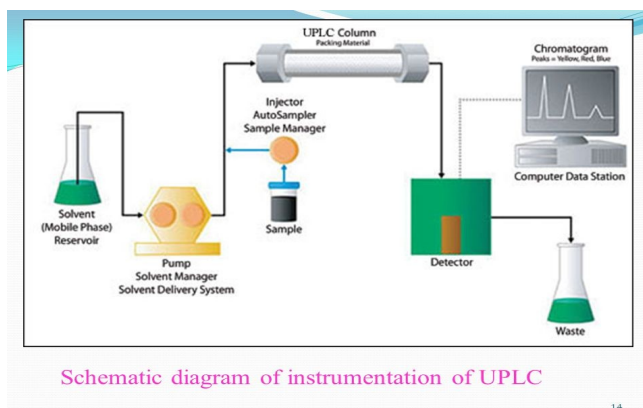 UPLC Column
Packing Material
Chromatogram
Peaks = Yellow, Red, Blue
Injector
AutoSampler
Sample Manager
Computer Data Station
Solvent
(Mobile Phase)
Reservoir
Sample
Pump
Solvent Manager
Solvent Delivery System
Detector
Waste
Schematic diagram of instrumentation of UPLC
14